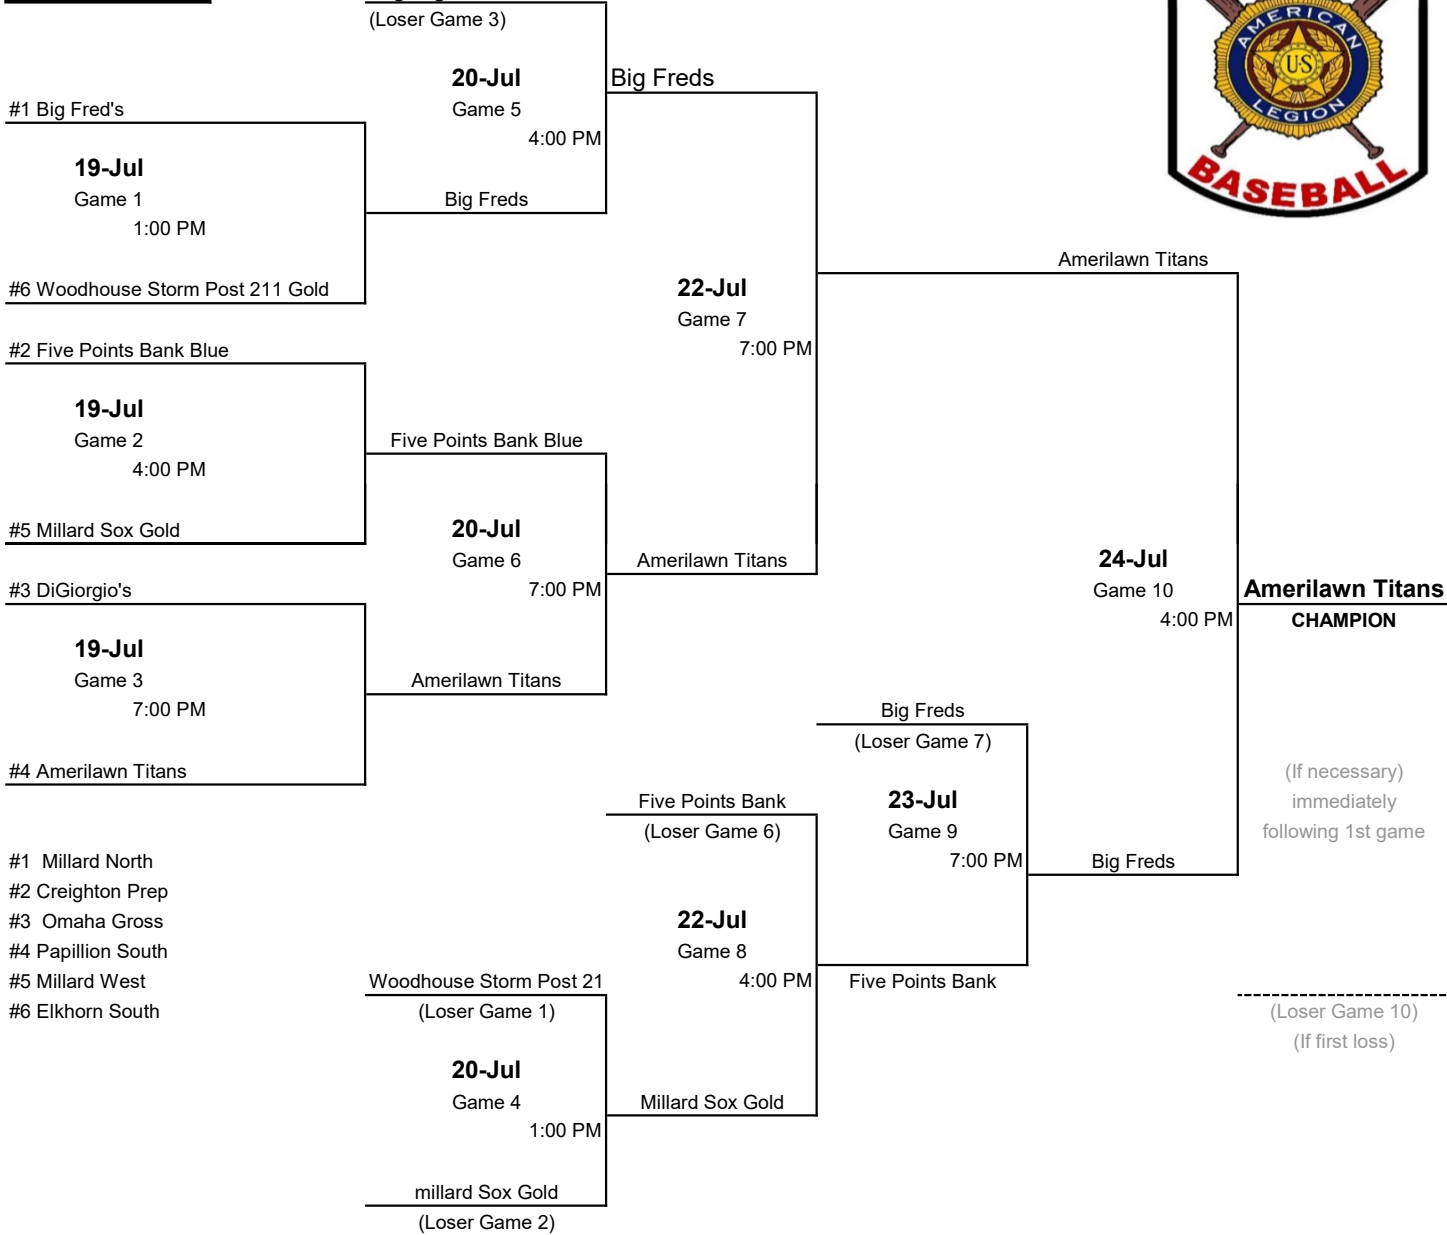 (Loser Game 3)
20-Jul
Game 5
4:00 PM
Big Freds
#1 Big Fred's
19-Jul
Game 1
1:00 PM
Big Freds
#6 Woodhouse Storm Post 211 Gold
AMERICAN
U.S
LEGION
BASEBALL
Amerilawn Titans
22-Jul
Game 7
7:00 PM
#2 Five Points Bank Blue
19-Jul
Game 2
4:00 PM
Five Points Bank Blue
#5 Millard Sox Gold
20-Jul
Game 6
7:00 PM
Amerilawn Titans
24-Jul
Game 10
4:00 PM
Amerilawn Titans
CHAMPION
#3 DiGiorgio's
19-Jul
Game 3
7:00 PM
Amerilawn Titans
#4 Amerilawn Titans
Big Freds
(Loser Game 7)
23-Jul
Game 9
7:00 PM
Big Freds
(If necessary)
immediately
following 1st game
Five Points Bank
(Loser Game 6)
22-Jul
Game 8
4:00 PM
Five Points Bank
#1 Millard North
#2 Creighton Prep
#3 Omaha Gross
#4 Papillion South
#5 Millard West
#6 Elkhorn South
Woodhouse Storm Post 21
(Loser Game 1)
20-Jul
Game 4
1:00 PM
Millard Sox Gold
millard Sox Gold
(Loser Game 2)
(Loser Game 10)
(If first loss)